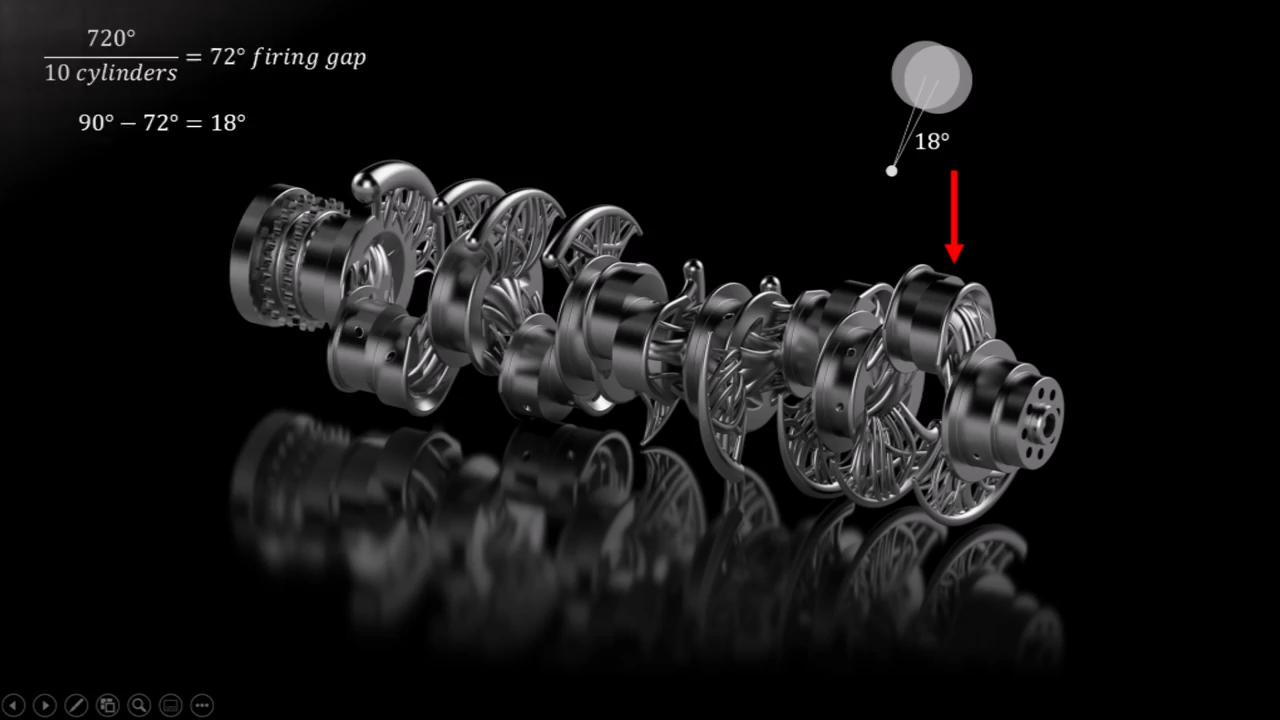 720°
10 cylinders = 72° firing gap
90° − 72° = 18°
18°